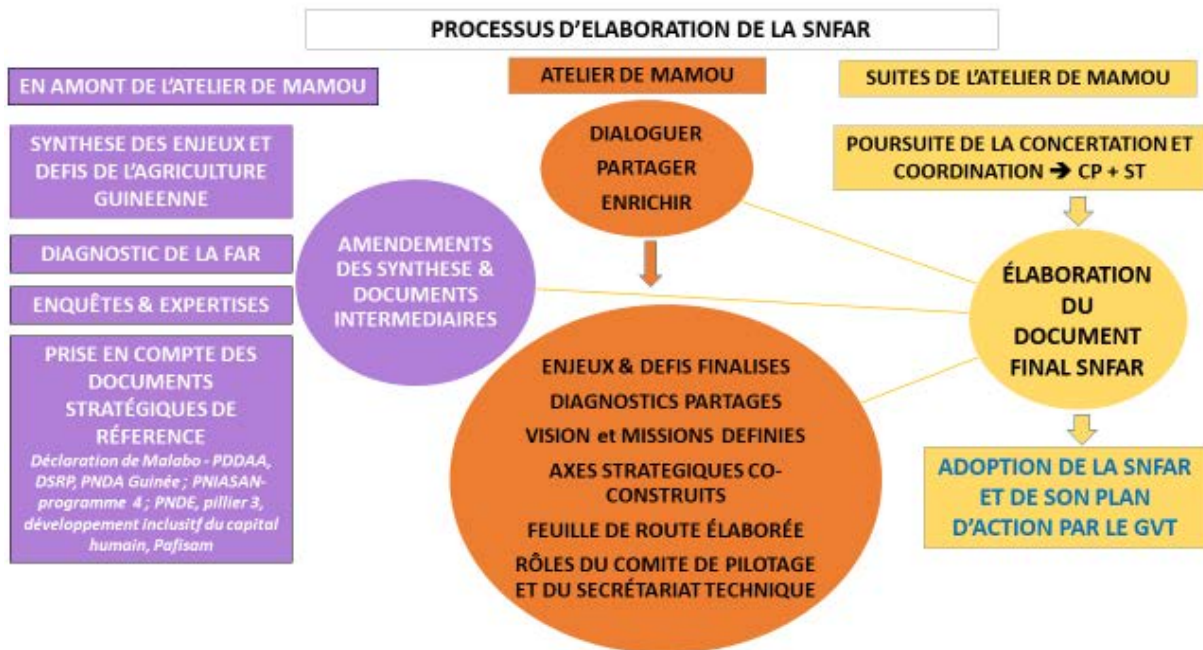 PROCESSUS D'ELABORATION DE LA SNFAR
EN AMONT DE L'ATELIER DE MAMOU
SYNTHESE DES ENJEUX ET
DEFIS DE L'AGRICULTURE
GUINEENNE
DIAGNOSTIC DE LA FAR
ENQUÊTES & EXPERTISES
PRISE EN COMPTE DES
DOCUMENTS
STRATÉGIQUES DE
RÉFERENCE
Déclaration de Malabo - PDDAA,
DSRP, PNDA Guinée ; PNIASAN-
programme 4 ; PNDE, pillier 3,
développement inclusif du capital
humain, Pafisam
AMENDEMENTS
DES SYNTHESE &
DOCUMENTS
INTERMEDIAIRES
ATELIER DE MAMOU
DIALOGUER
PARTAGER
ENRICHIR
ENJEUX & DEFIS FINALISES
DIAGNOSTICS PARTAGES
VISION et MISSIONS DEFINIES
AXES STRATEGIQUES CO-
CONSTRUITS
FEUILLE DE ROUTE ÉLABORÉE
RÔLES DU COMITE DE PILOTAGE
ET DU SECRÉTARIAT TECHNIQUE
SUITES DE L'ATELIER DE MAMOU
POURSUITE DE LA CONCERTATION ET
COORDINATION ➔ CP + ST
ÉLABORATION
DU
DOCUMENT
FINAL SNFAR
ADOPTION DE LA SNFAR
ET DE SON PLAN
D'ACTION PAR LE GVT